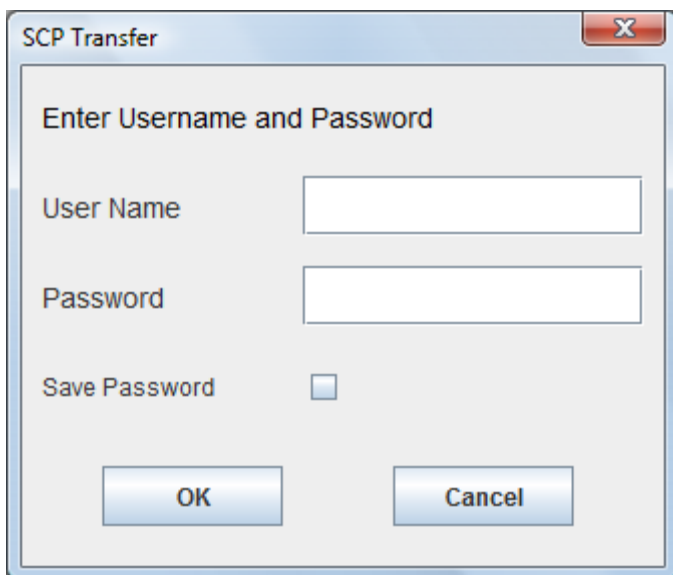 SCP Transfer
Enter Username and Password
User Name
Password
Save Password
OK Cancel